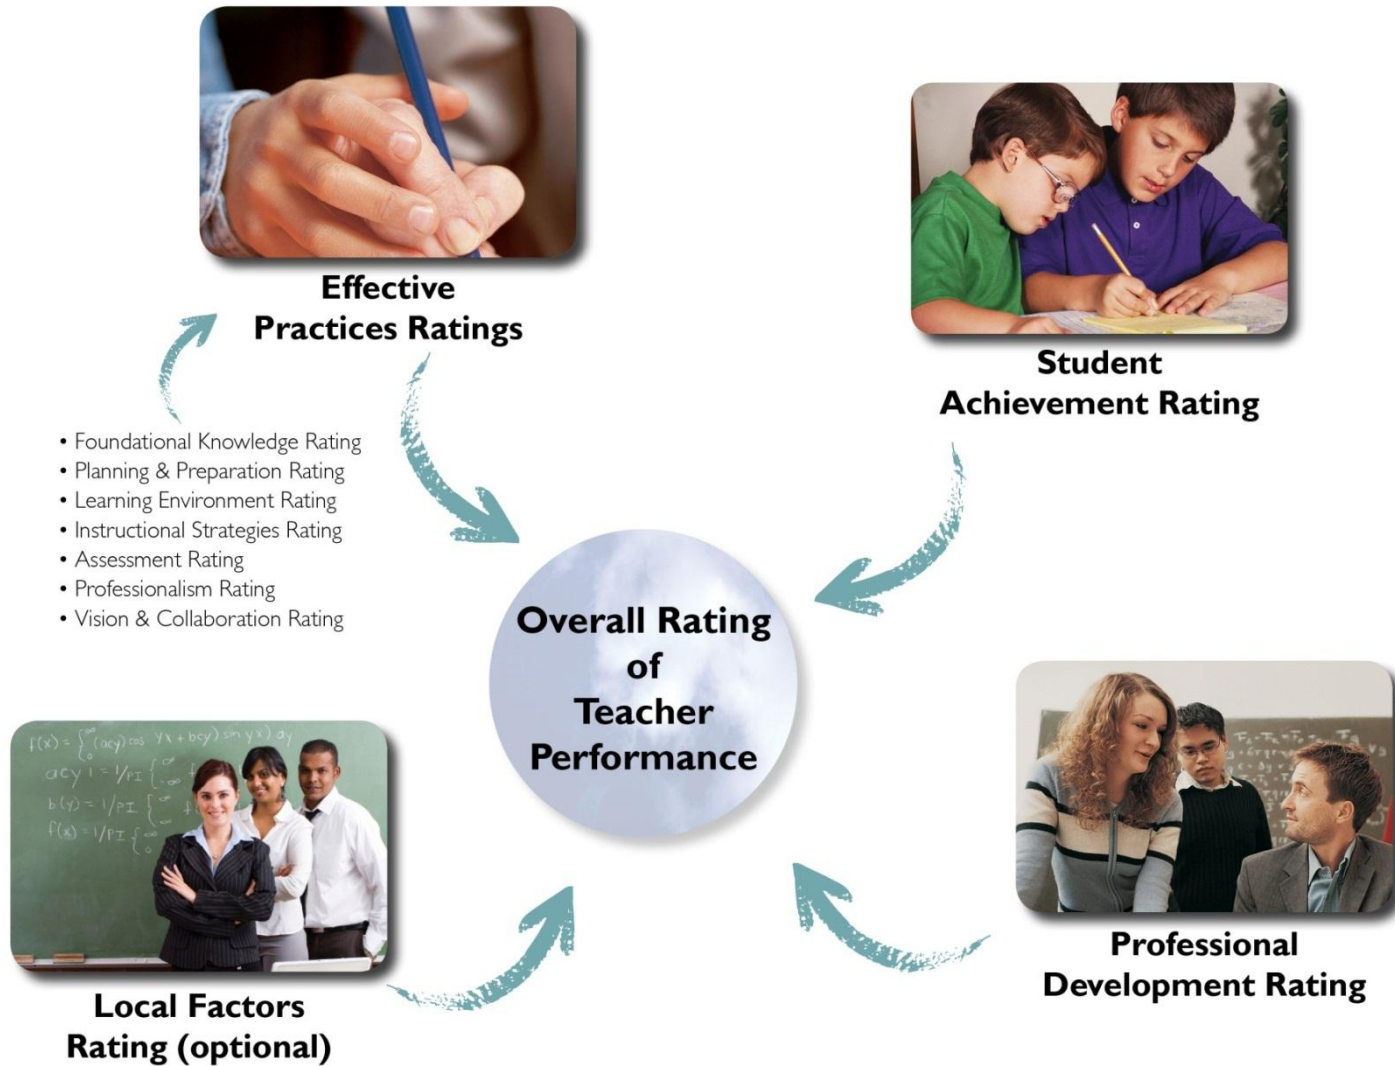 Effective
Practices Ratings
Student
Achievement Rating
• Foundational Knowledge Rating
• Planning & Preparation Rating
• Learning Environment Rating
• Instructional Strategies Rating
• Assessment Rating
• Professionalism Rating
• Vision & Collaboration Rating
Overall Rating
of
Teacher
Performance
Local Factors
Rating (optional)
Professional
Development Rating